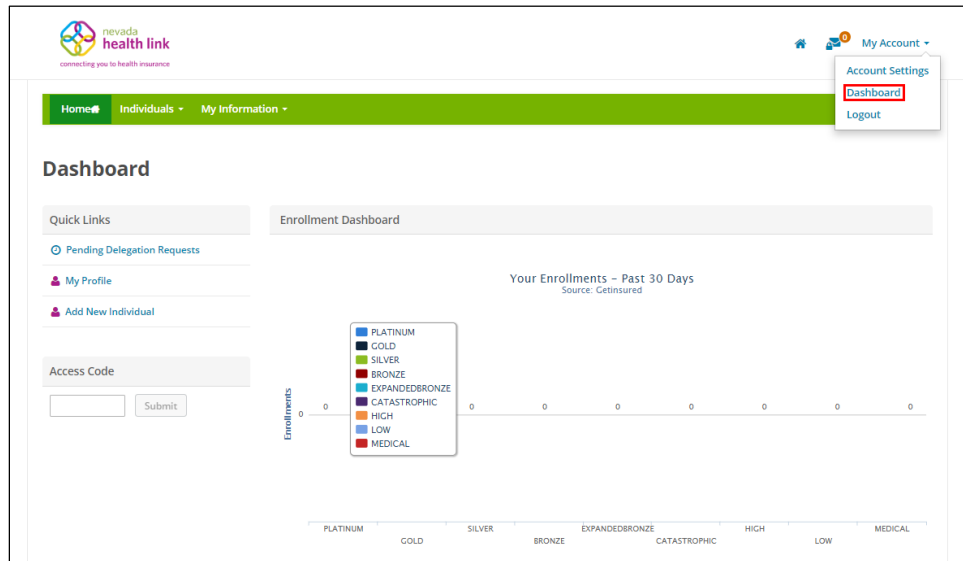 nevada
health link
connecting you to health insurance
0
My Account
Account Settings
Dashboard
Logout
Home
Individuals
My Information
Dashboard
Quick Links
Pending Delegation Requests
My Profile
Add New Individual
Access Code
Submit
Enrollment Dashboard
Your Enrollments – Past 30 Days
Source: Getinsured
PLATINUM
GOLD
SILVER
BRONZE
EXPANDEDBRONZE
CATASTROPHIC
HIGH
LOW
MEDICAL
Enrollments
0
0 0 0 0 0 0 0 0
PLATINUM SILVER EXPANDEDBRONZE HIGH MEDICAL
GOLD BRONZE CATASTROPHIC LOW